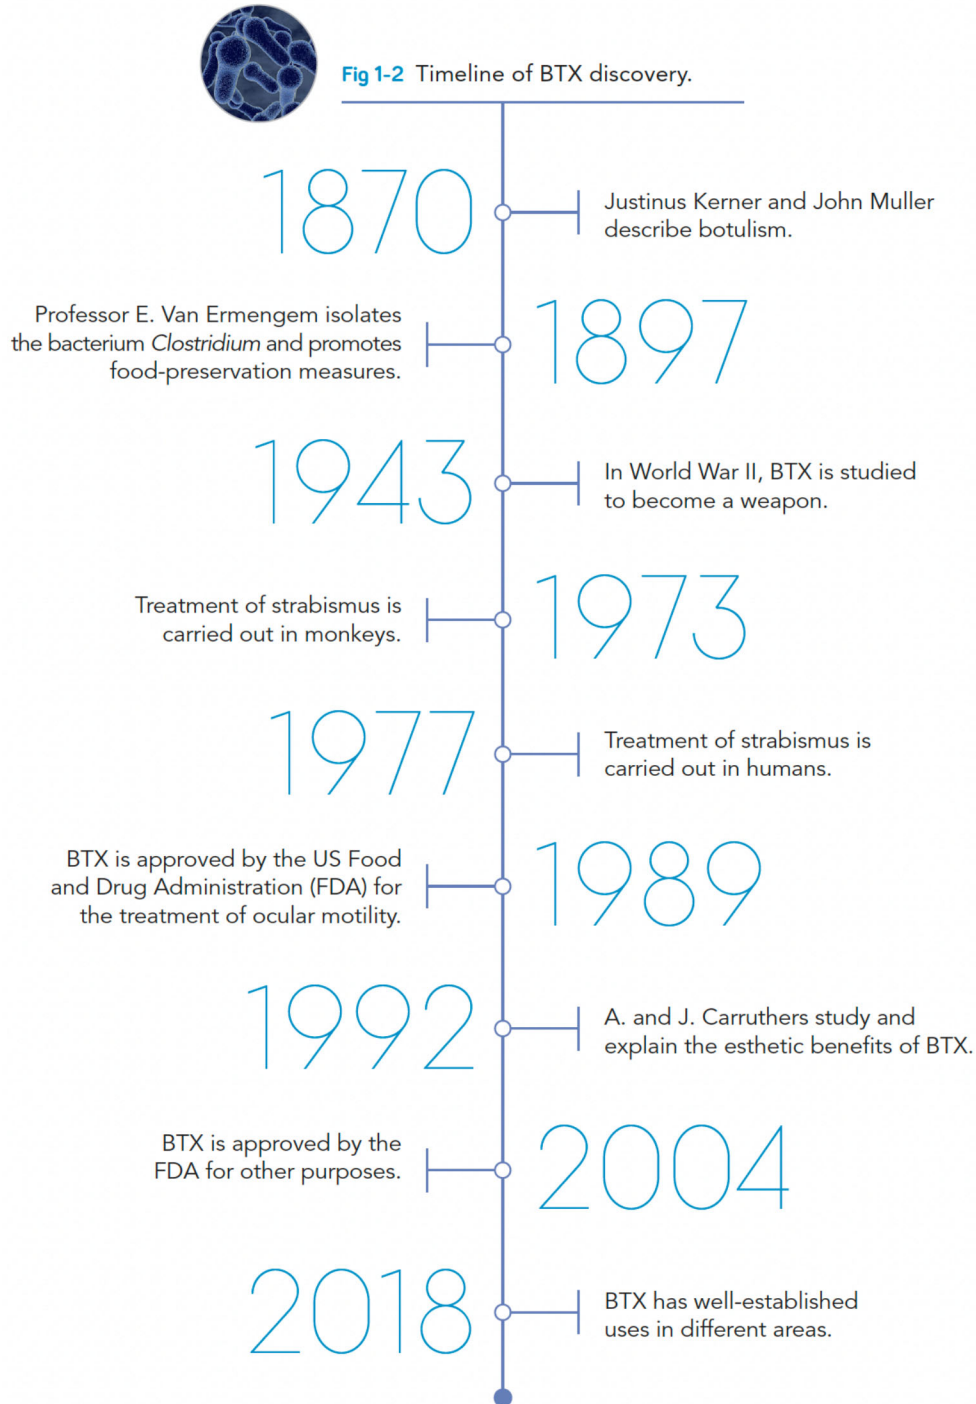 Fig 1-2 Timeline of BTX discovery.
1870
Justinus Kerner and John Muller
describe botulism.
Professor E. Van Ermengem isolates
the bacterium Clostridium and promotes
food-preservation measures.
1897
1943
In World War II, BTX is studied
to become a weapon.
Treatment of strabismus is
carried out in monkeys.
1973
1977
Treatment of strabismus is
carried out in humans.
BTX is approved by the US Food
and Drug Administration (FDA) for
the treatment of ocular motility.
1989
1992
A. and J. Carruthers study and
explain the esthetic benefits of BTX.
BTX is approved by the
FDA for other purposes.
2004
2018
BTX has well-established
uses in different areas.